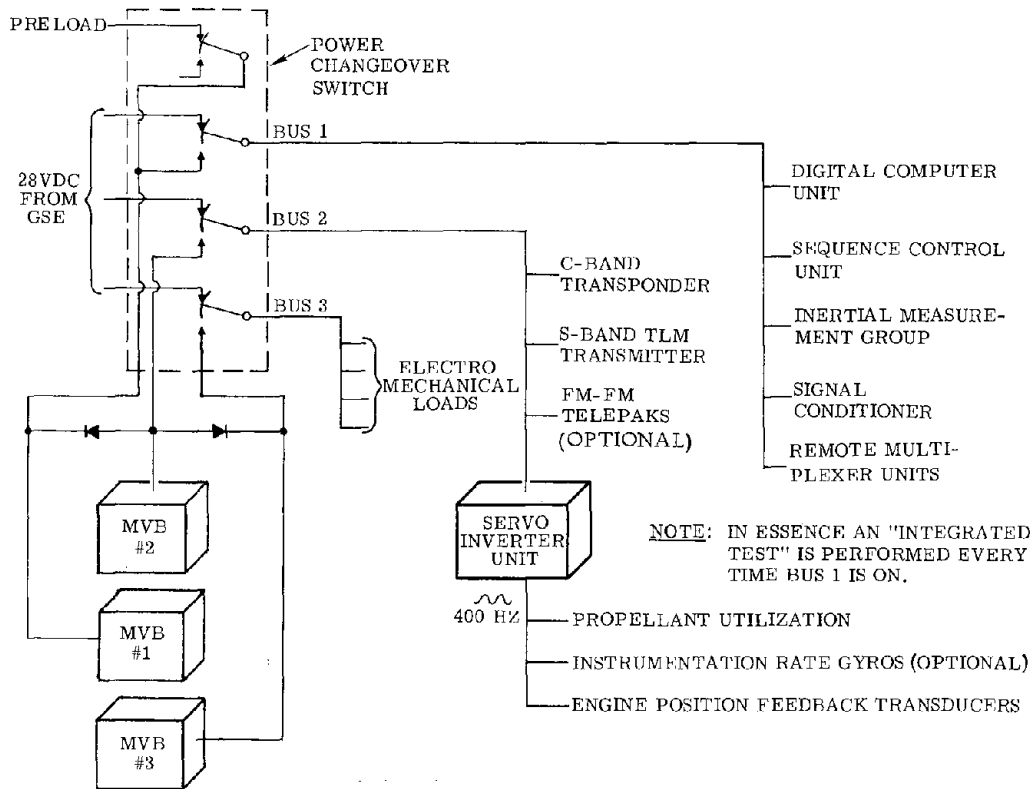 PRELOAD
POWER
CHANGEOVER
SWITCH
28VDC
FROM
GSE
BUS 1
BUS 2
BUS 3
DIGITAL COMPUTER
UNIT
SEQUENCE CONTROL
UNIT
INERTIAL MEASURE-
MENT GROUP
SIGNAL
CONDITIONER
REMOTE MULTI-
PLEXER UNITS
C-BAND
TRANSPONDER
S-BAND TLM
TRANSMITTER
FM-FM
TELEPAKS
(OPTIONAL)
ELECTRO
MECHANICAL
LOADS
MVB
#2
MVB
#1
MVB
#3
SERVO
INVERTER
UNIT
400 HZ
PROPELLANT UTILIZATION
INSTRUMENTATION RATE GYROS (OPTIONAL)
ENGINE POSITION FEEDBACK TRANSDUCERS
NOTE: IN ESSENCE AN "INTEGRATED
TEST" IS PERFORMED EVERY
TIME BUS 1 IS ON.